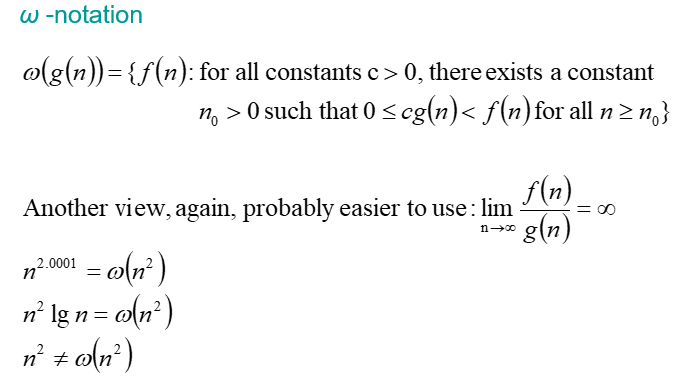 ω -notation
ω(g(n)) = {f(n): for all constants c > 0, there exists a constant
n₀ > 0 such that 0 ≤ cg(n) < f(n) for all n ≥ n₀}
Another view, again, probably easier to use: lim n→∞ f(n)/g(n) = ∞
n²·⁰⁰⁰¹ = ω(n²)
n² lg n = ω(n²)
n² ≠ ω(n²)